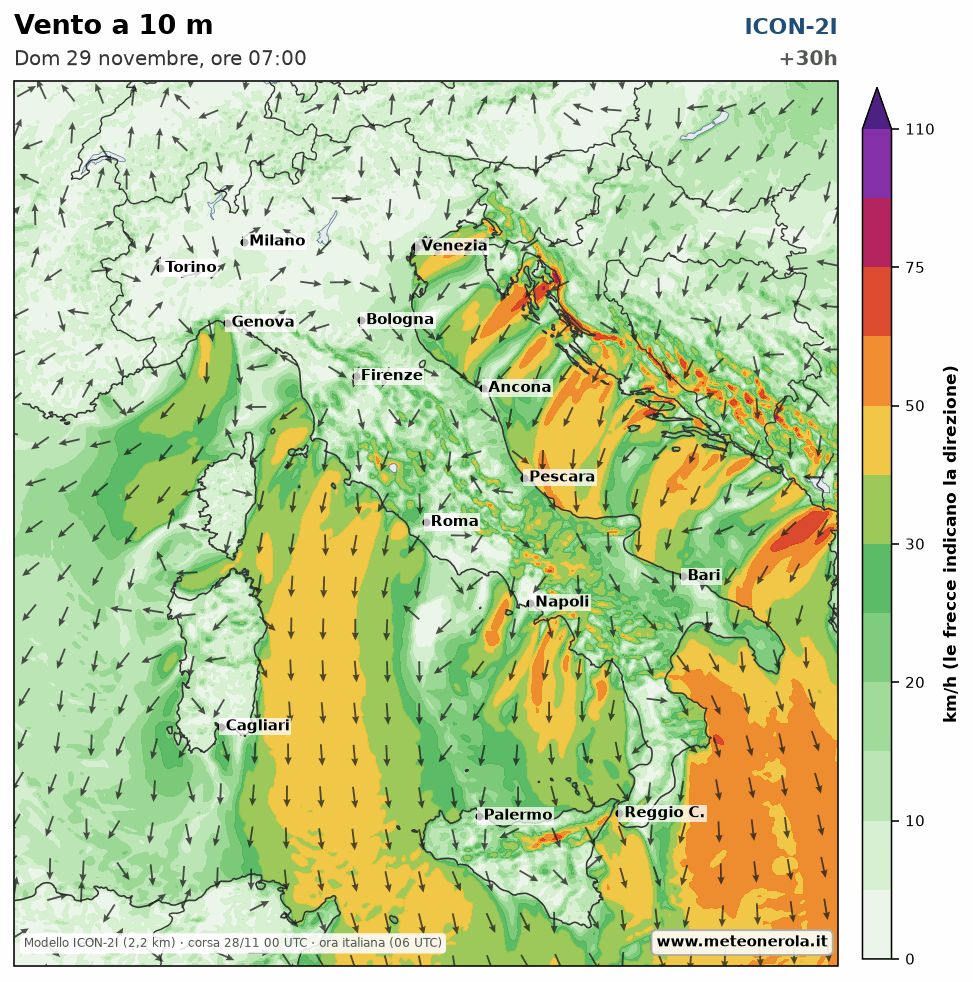 Vento a 10 m
ICON-2I
Dom 29 novembre, ore 07:00
+30h
110
75
50
30
20
10
0
km/h (le frecce indicano la direzione)
Milano
Venezia
Torino
Genova
Bologna
Firenze
Ancona
Pescara
Roma
Bari
Napoli
Cagliari
Palermo
Reggio C.
Modello ICON-2I (2,2 km) · corsa 28/11 00 UTC · ora italiana (06 UTC)
www.meteonerola.it